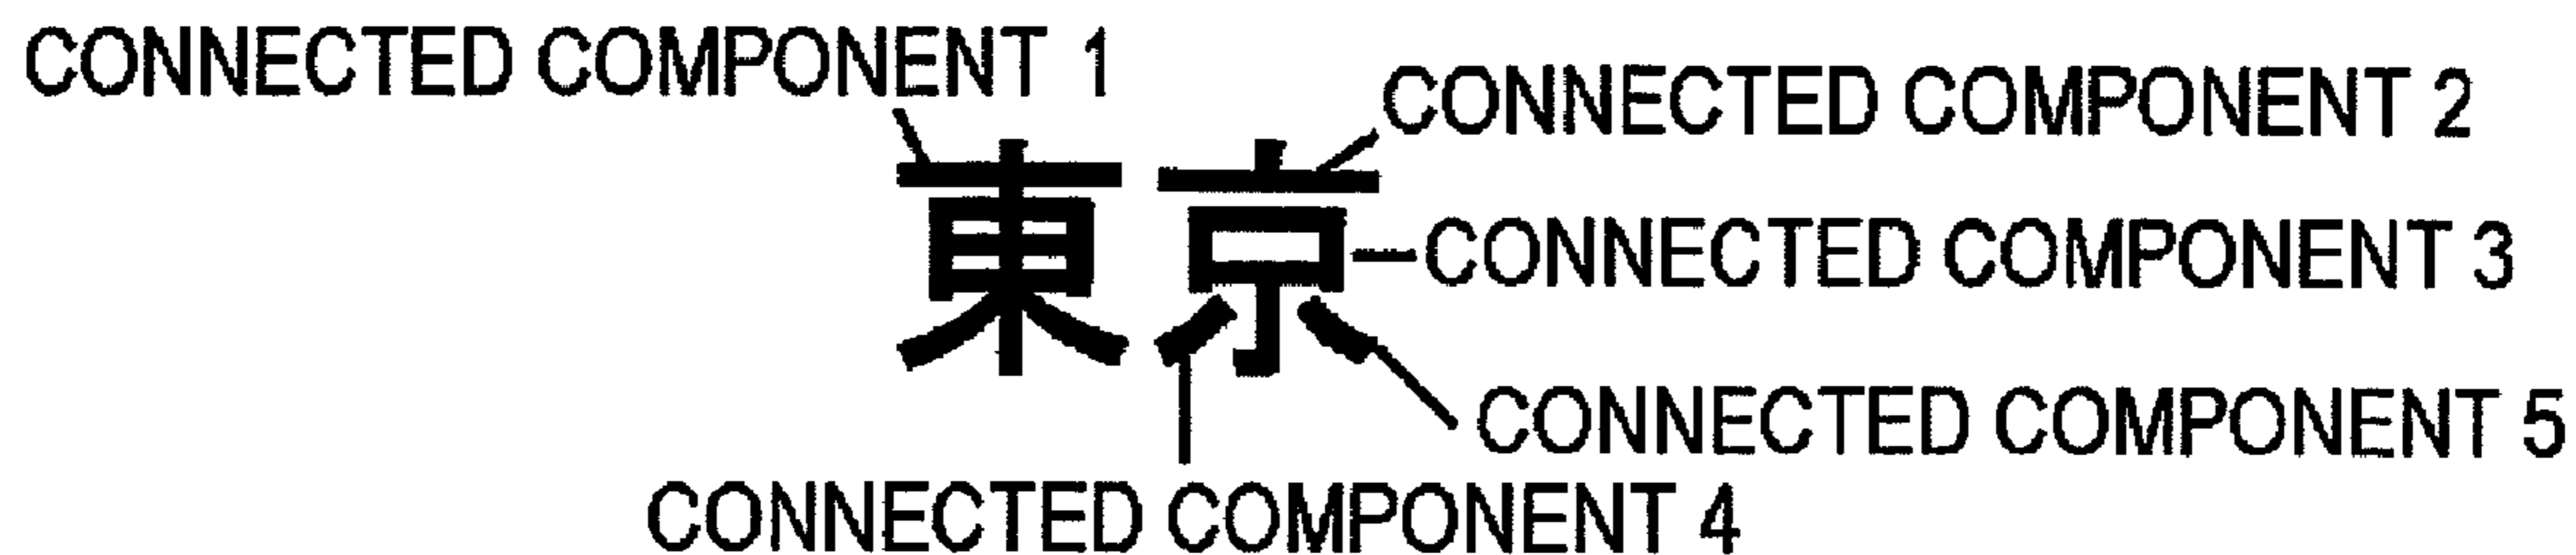 CONNECTED COMPONENT 1
CONNECTED COMPONENT 2
東京
CONNECTED COMPONENT 3
CONNECTED COMPONENT 5
CONNECTED COMPONENT 4